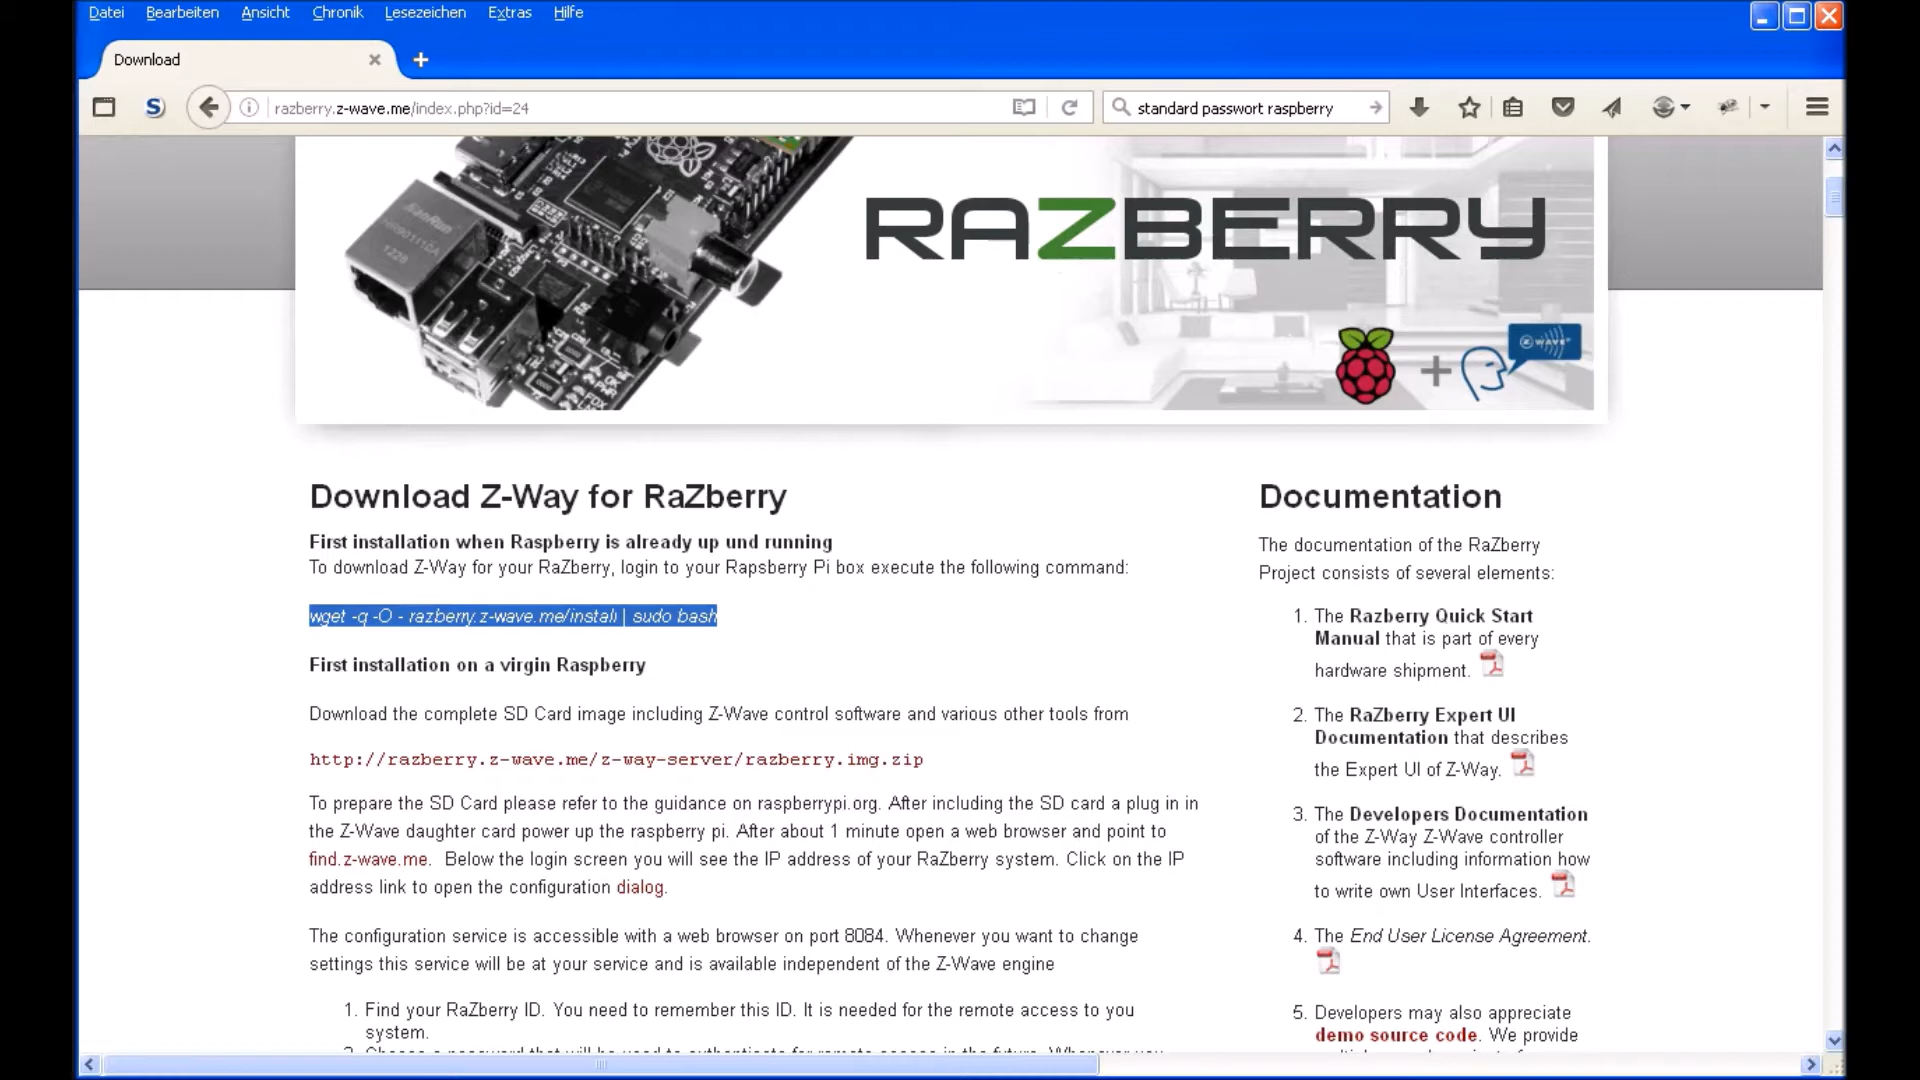 Datei Bearbeiten Ansicht Chronik Lesezeichen Extras Hilfe
Download
razberry.z-wave.me/index.php?id=24
standard passwort raspberry
RAZBERRY
Z WAVE
Download Z-Way for RaZberry
First installation when Raspberry is already up und running
To download Z-Way for your RaZberry, login to your Rapsberry Pi box execute the following command:
wget -q -O - razberry.z-wave.me/install | sudo bash
First installation on a virgin Raspberry
Download the complete SD Card image including Z-Wave control software and various other tools from
http://razberry.z-wave.me/z-way-server/razberry.img.zip
To prepare the SD Card please refer to the guidance on raspberrypi.org. After including the SD card a plug in in
the Z-Wave daughter card power up the raspberry pi. After about 1 minute open a web browser and point to
find.z-wave.me. Below the login screen you will see the IP address of your RaZberry system. Click on the IP
address link to open the configuration dialog.
The configuration service is accessible with a web browser on port 8084. Whenever you want to change
settings this service will be at your service and is available independent of the Z-Wave engine
1. Find your RaZberry ID. You need to remember this ID. It is needed for the remote access to you
system.
Documentation
The documentation of the RaZberry
Project consists of several elements:
1. The Razberry Quick Start
Manual that is part of every
hardware shipment.
2. The RaZberry Expert UI
Documentation that describes
the Expert UI of Z-Way.
3. The Developers Documentation
of the Z-Way Z-Wave controller
software including information how
to write own User Interfaces.
4. The End User License Agreement.
5. Developers may also appreciate
demo source code. We provide